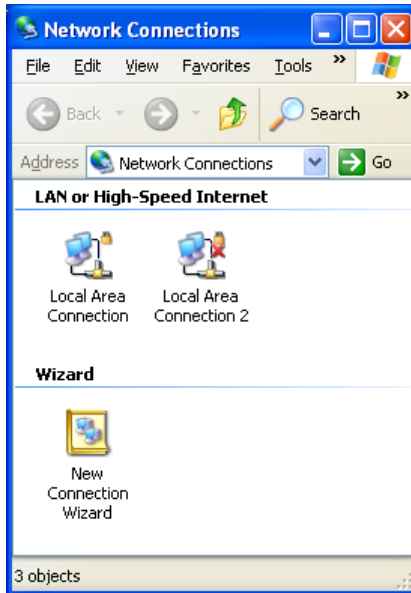 Network Connections
File Edit View Favorites Tools »
Back Search »
Address Network Connections Go
LAN or High-Speed Internet
Local Area Local Area
Connection Connection 2
Wizard
New
Connection
Wizard
3 objects